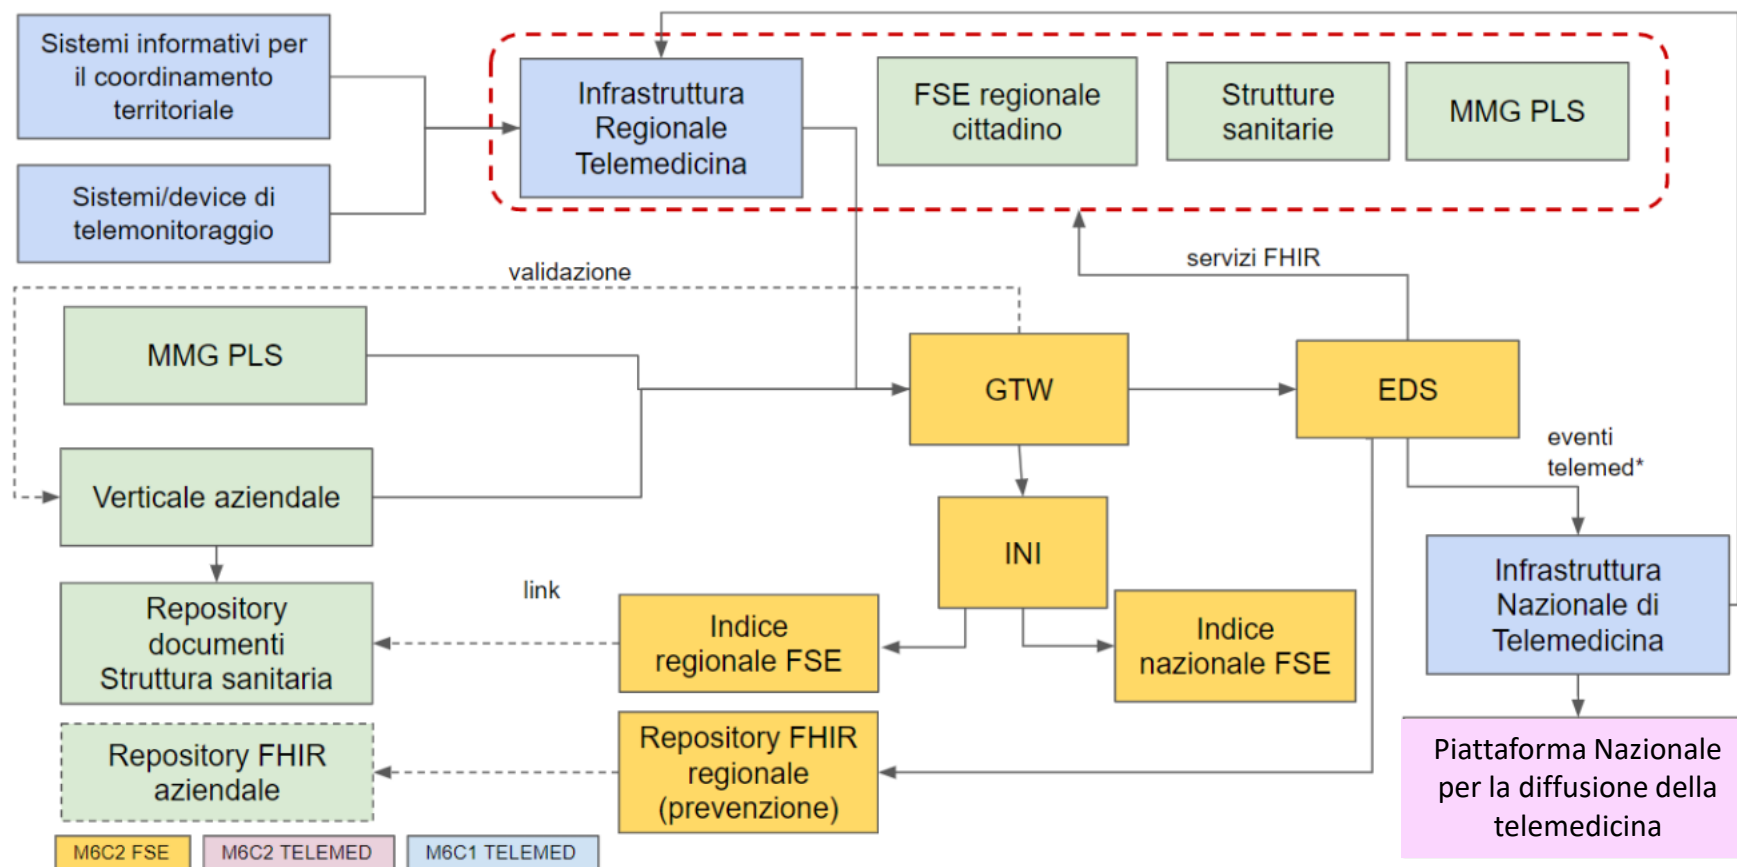 Sistemi informativi per
il coordinamento
territoriale
Infrastruttura
Regionale
Telemedicina
FSE regionale
cittadino
Strutture
sanitarie
MMG PLS
Sistemi/device di
telemonitoraggio
validazione
servizi FHIR
MMG PLS
GTW
EDS
eventi
telemed*
Verticale aziendale
INI
Infrastruttura
Nazionale di
Telemedicina
Repository
documenti
Struttura sanitaria
link
Indice
regionale FSE
Indice
nazionale FSE
Repository FHIR
aziendale
Repository FHIR
regionale
(prevenzione)
Piattaforma Nazionale
per la diffusione della
telemedicina
M6C2 FSE
M6C2 TELEMED
M6C1 TELEMED